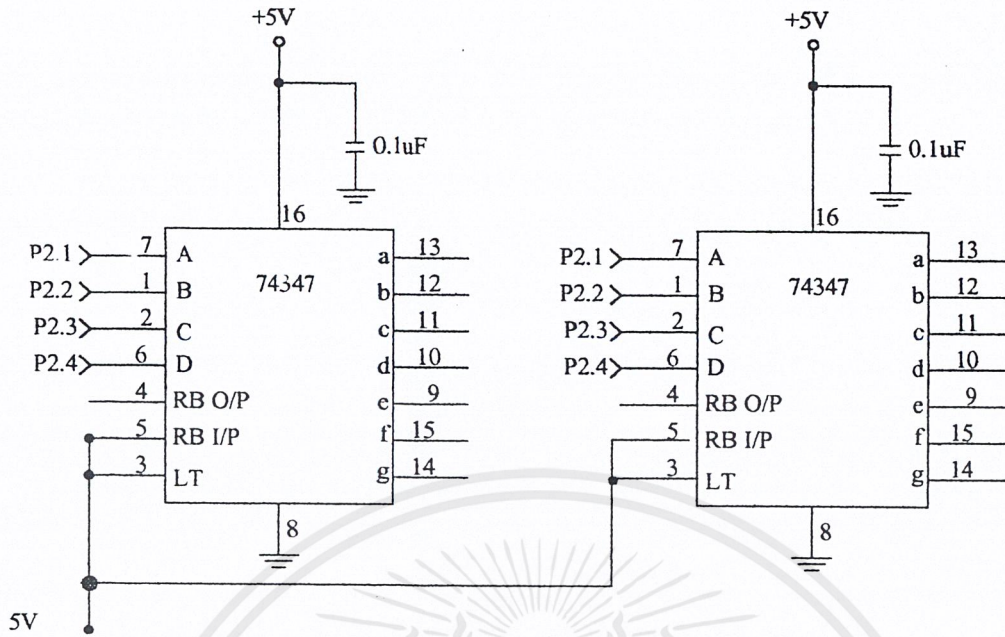 +5V
+5V
0.1uF
0.1uF
16
16
P2.1 7 A a 13
P2.2 1 B 74347 b 12
P2.3 2 C c 11
P2.4 6 D d 10
4 RB O/P e 9
5 RB I/P f 15
3 LT g 14
8
P2.1 7 A a 13
P2.2 1 B 74347 b 12
P2.3 2 C c 11
P2.4 6 D d 10
4 RB O/P e 9
5 RB I/P f 15
3 LT g 14
8
5V